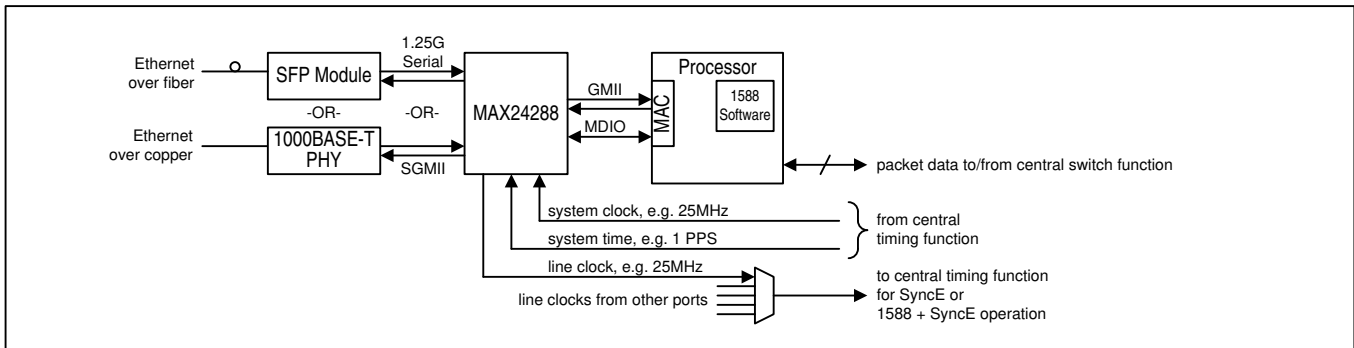 1.25G
Serial
Ethernet
over fiber
SFP Module
-OR-
-OR-
Ethernet
over copper
1000BASE-T
PHY
SGMII
MAX24288
GMII
MDIO
Processor
MAC
1588
Software
packet data to/from central switch function
system clock, e.g. 25MHz
system time, e.g. 1 PPS
from central
timing function
line clock, e.g. 25MHz
line clocks from other ports
to central timing function
for SyncE or
1588 + SyncE operation